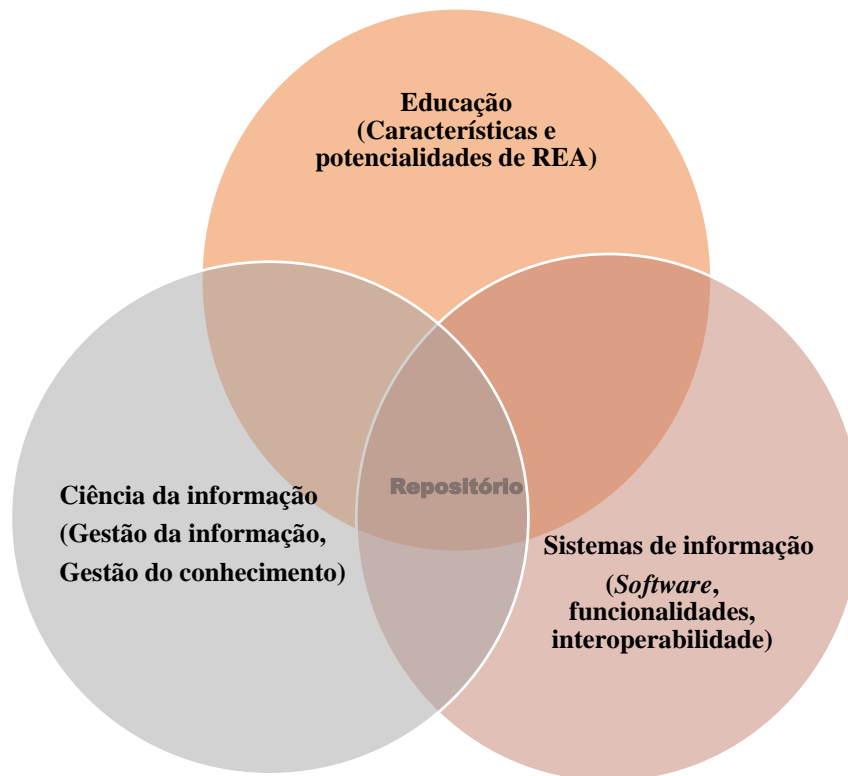 Educação
(Características e
potencialidades de REA)
Repositório
Ciência da informação
(Gestão da informação,
Gestão do conhecimento)
Sistemas de informação
(Software,
funcionalidades,
interoperabilidade)